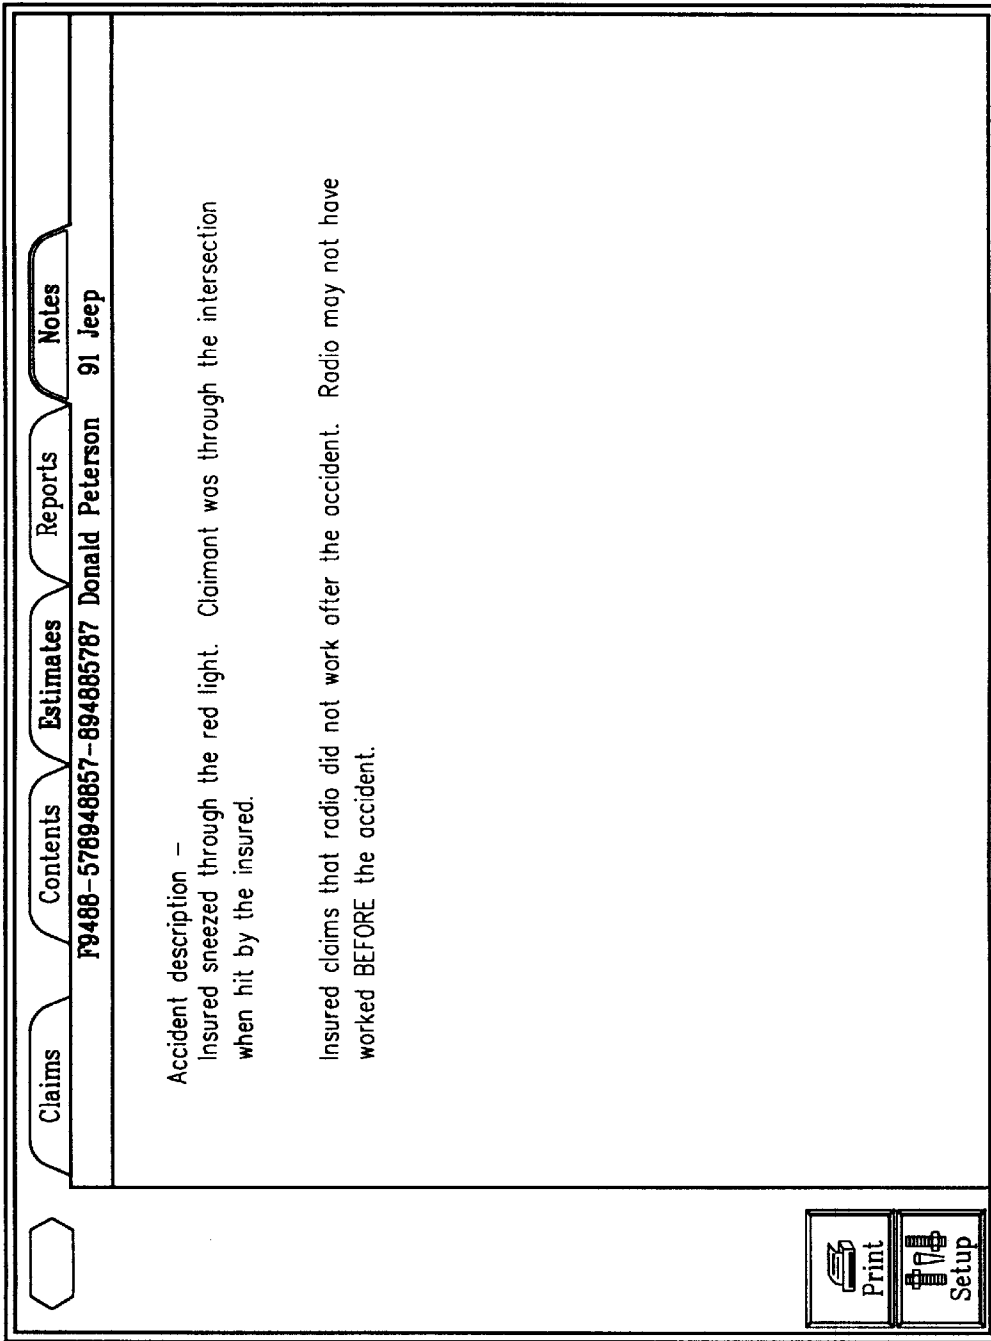 Claims
Contents
Estimates
Reports
Notes
F9488-578948857-894885787 Donald Peterson 91 Jeep
Accident description –
Insured sneezed through the red light. Claimant was through the intersection
when hit by the insured.
Insured claims that radio did not work after the accident. Radio may not have
worked BEFORE the accident.
Print
Setup